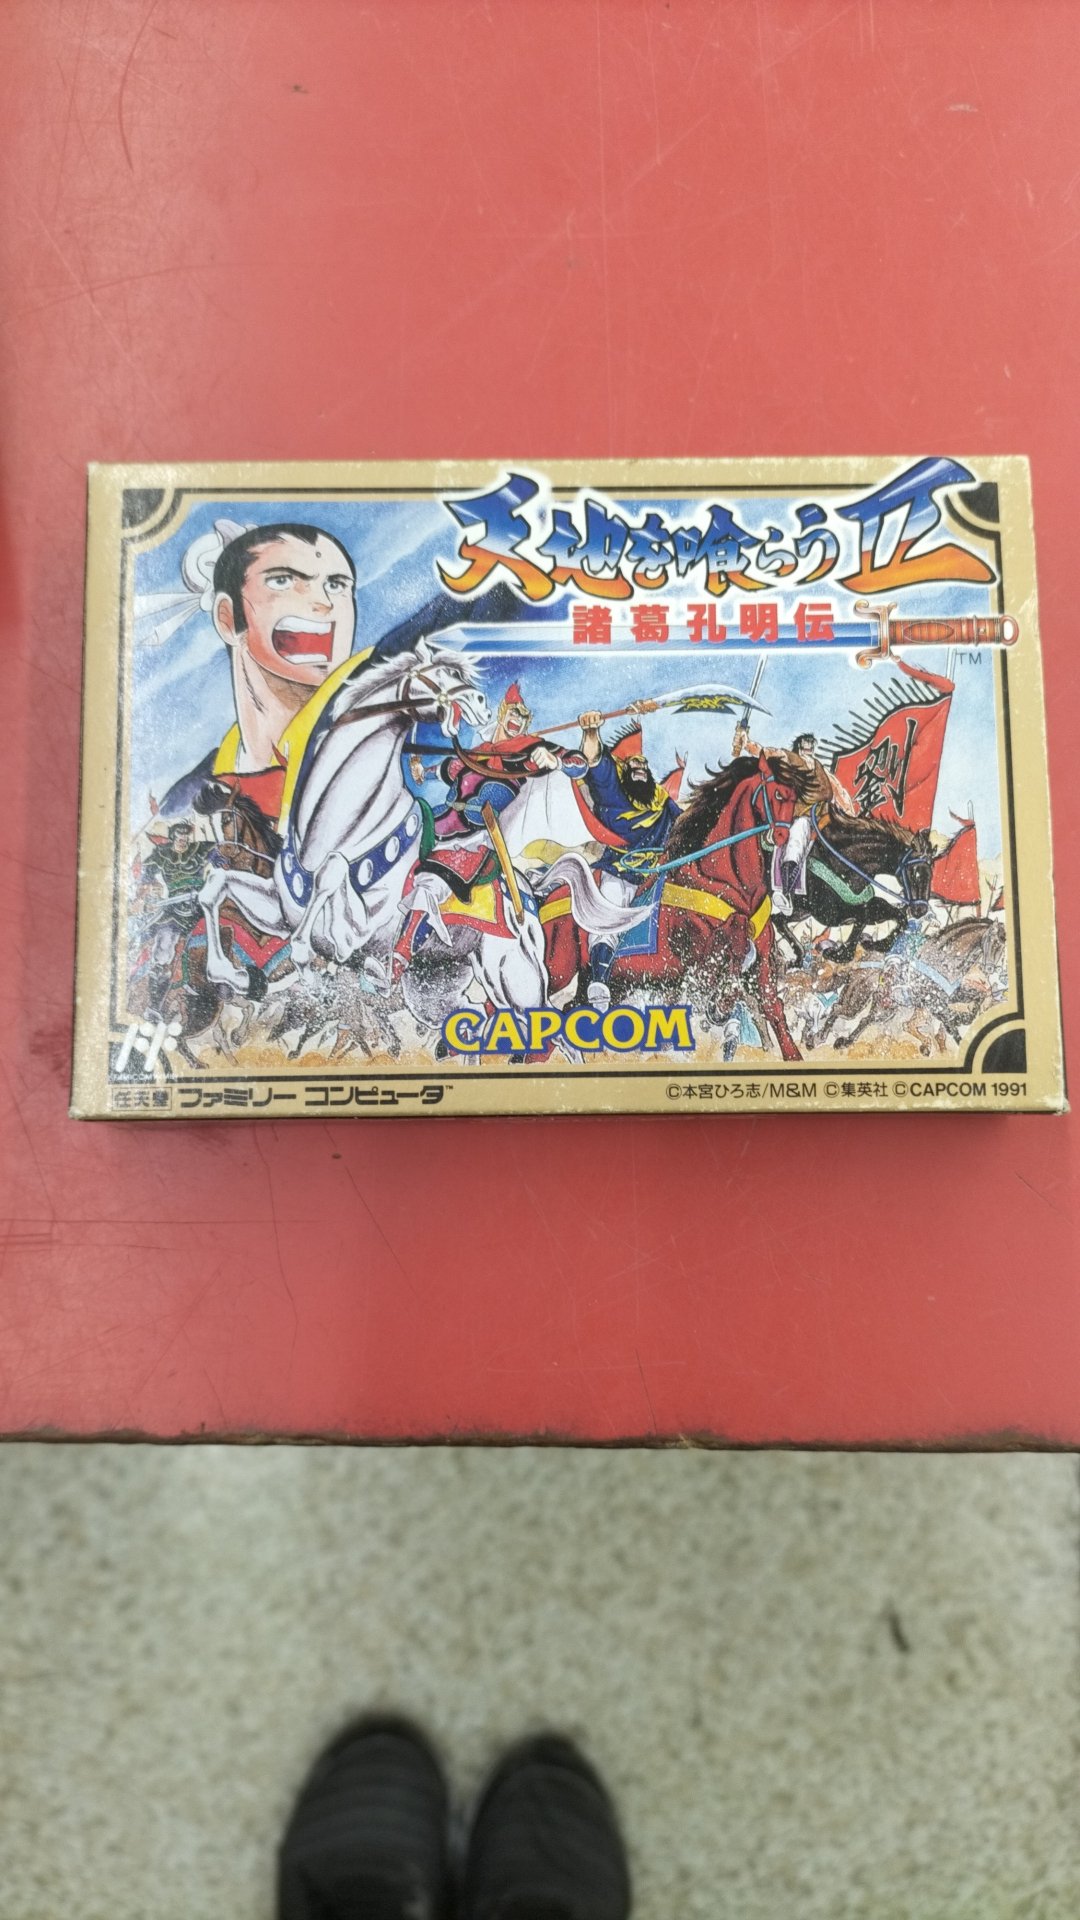 天地を喰らうII
諸葛孔明伝
TM
劉
CAPCOM
任天堂 ファミリーコンピュータ™
©本宮ひろ志/M&M ©集英社 ©CAPCOM 1991